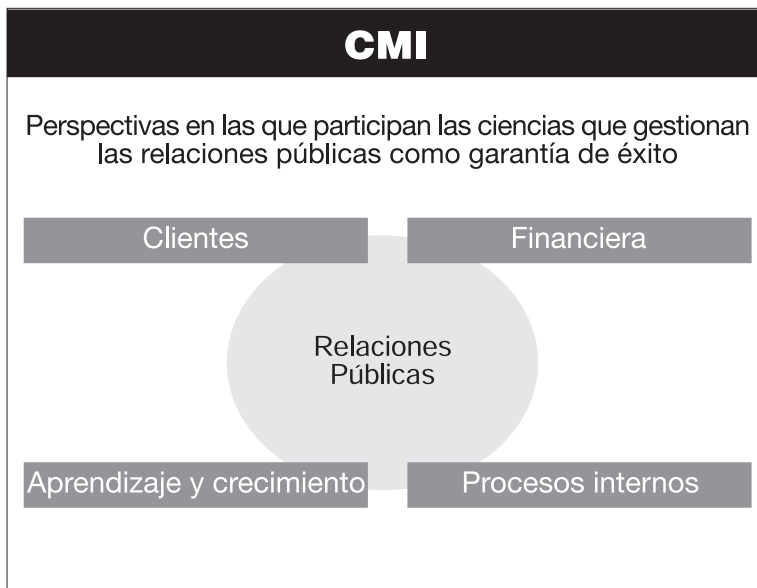 CMI
Perspectivas en las que participan las ciencias que gestionan
las relaciones públicas como garantía de éxito
Clientes
Financiera
Relaciones
Públicas
Aprendizaje y crecimiento
Procesos internos